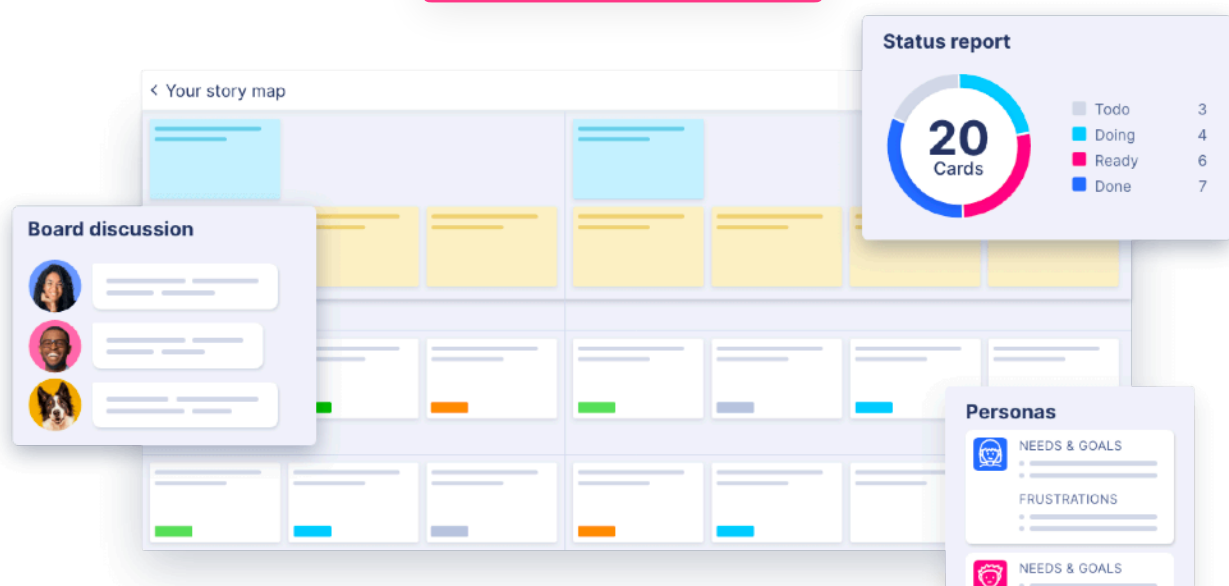 Status report
20
Cards
Todo 3
Doing 4
Ready 6
Done 7
< Your story map
Board discussion
Personas
NEEDS & GOALS
FRUSTRATIONS
NEEDS & GOALS